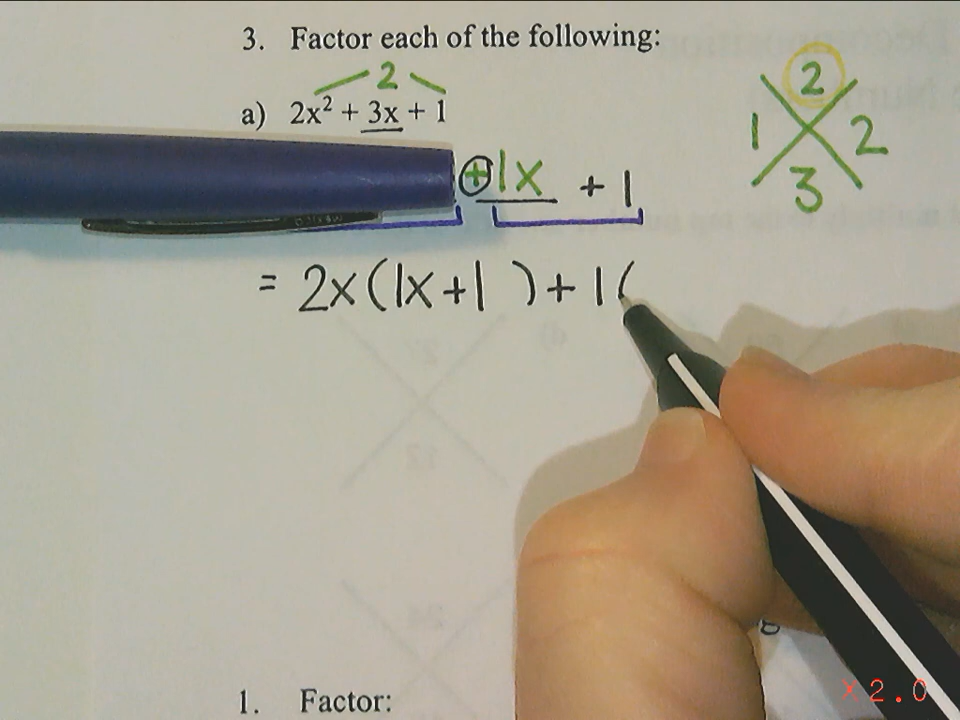 3. Factor each of the following:
2
a) 2x² + 3x + 1
2
1 2
3
+ 1x + 1
= 2x(1x+1 ) + 1(
1. Factor:
x2.0